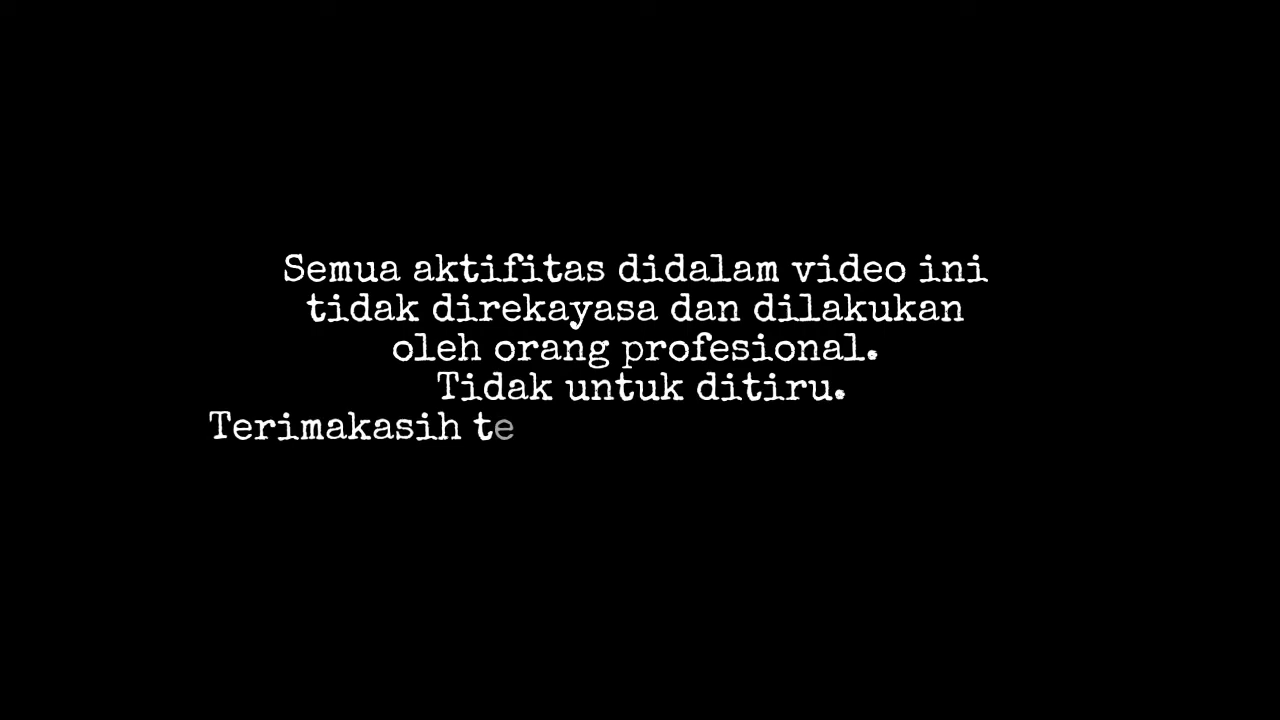 Semua aktifitas didalam video ini
tidak direkayasa dan dilakukan
oleh orang profesional.
Tidak untuk ditiru.
Terimakasih te